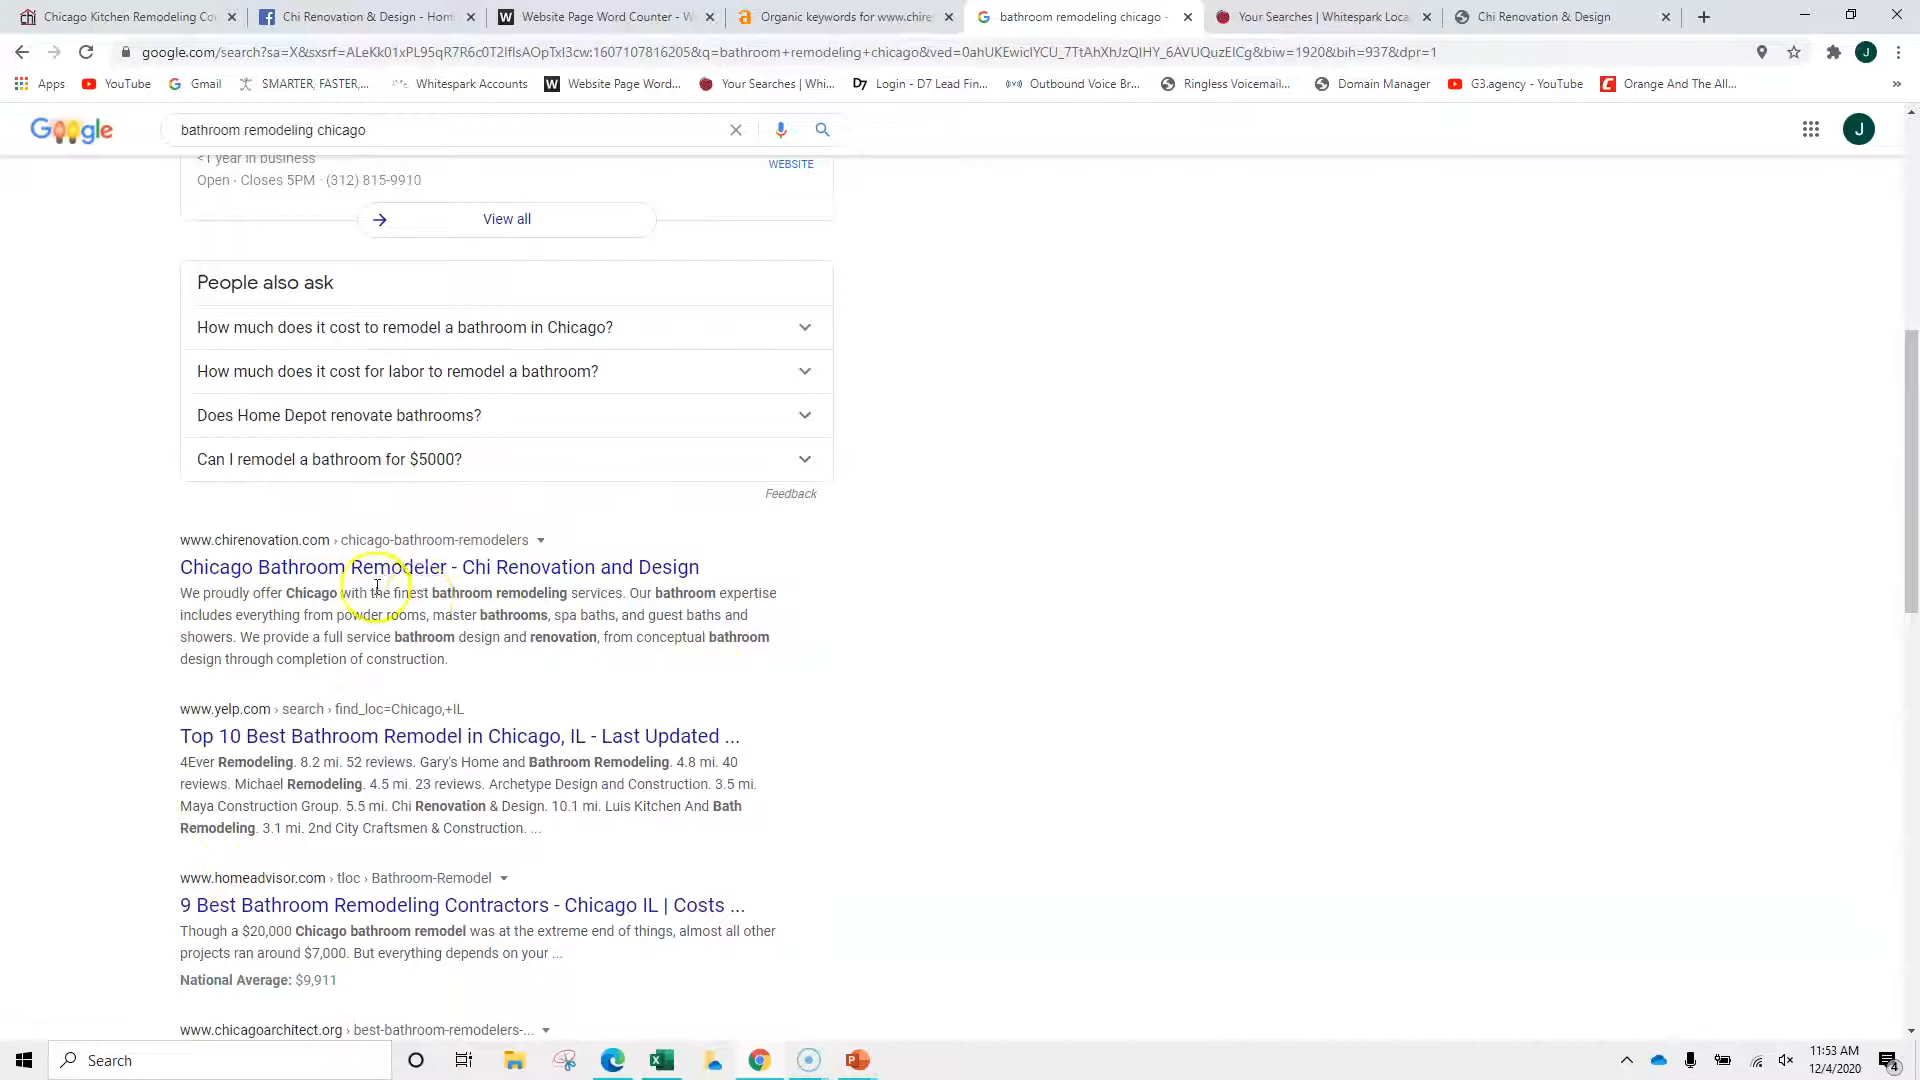 Chicago Kitchen Remodeling Co
Chi Renovation & Design - Hom
Website Page Word Counter - W
Organic keywords for www.chire
bathroom remodeling chicago -
Your Searches | Whitespark Loca
Chi Renovation & Design
google.com/search?sa=X&sxsrf=ALeKk01xPL95qR7R6c0T2IflsAOpTxI3cw:1607107816205&q=bathroom+remodeling+chicago&ved=0ahUKEwiclYCU_7TtAhXhJzQIHY_6AVUQuzEICg&biw=1920&bih=937&dpr=1
J
Apps
YouTube
Gmail
SMARTER, FASTER,...
Whitespark Accounts
Website Page Word...
Your Searches | Whi...
Login - D7 Lead Fin...
Outbound Voice Br...
Ringless Voicemail...
Domain Manager
G3.agency - YouTube
Orange And The All...
»
Google
bathroom remodeling chicago
J
<1 year in business
WEBSITE
Open · Closes 5PM · (312) 815-9910
View all
People also ask
How much does it cost to remodel a bathroom in Chicago?
How much does it cost for labor to remodel a bathroom?
Does Home Depot renovate bathrooms?
Can I remodel a bathroom for $5000?
Feedback
www.chirenovation.com › chicago-bathroom-remodelers
Chicago Bathroom Remodeler - Chi Renovation and Design
We proudly offer Chicago with the finest bathroom remodeling services. Our bathroom expertise
includes everything from powder rooms, master bathrooms, spa baths, and guest baths and
showers. We provide a full service bathroom design and renovation, from conceptual bathroom
design through completion of construction.
www.yelp.com › search › find_loc=Chicago,+IL
Top 10 Best Bathroom Remodel in Chicago, IL - Last Updated ...
4Ever Remodeling. 8.2 mi. 52 reviews. Gary's Home and Bathroom Remodeling. 4.8 mi. 40
reviews. Michael Remodeling. 4.5 mi. 23 reviews. Archetype Design and Construction. 3.5 mi.
Maya Construction Group. 5.5 mi. Chi Renovation & Design. 10.1 mi. Luis Kitchen And Bath
Remodeling. 3.1 mi. 2nd City Craftsmen & Construction. ...
www.homeadvisor.com › tloc › Bathroom-Remodel
9 Best Bathroom Remodeling Contractors - Chicago IL | Costs ...
Though a $20,000 Chicago bathroom remodel was at the extreme end of things, almost all other
projects ran around $7,000. But everything depends on your ...
National Average: $9,911
www.chicagoarchitect.org › best-bathroom-remodelers-...
Search
11:53 AM
12/4/2020
4